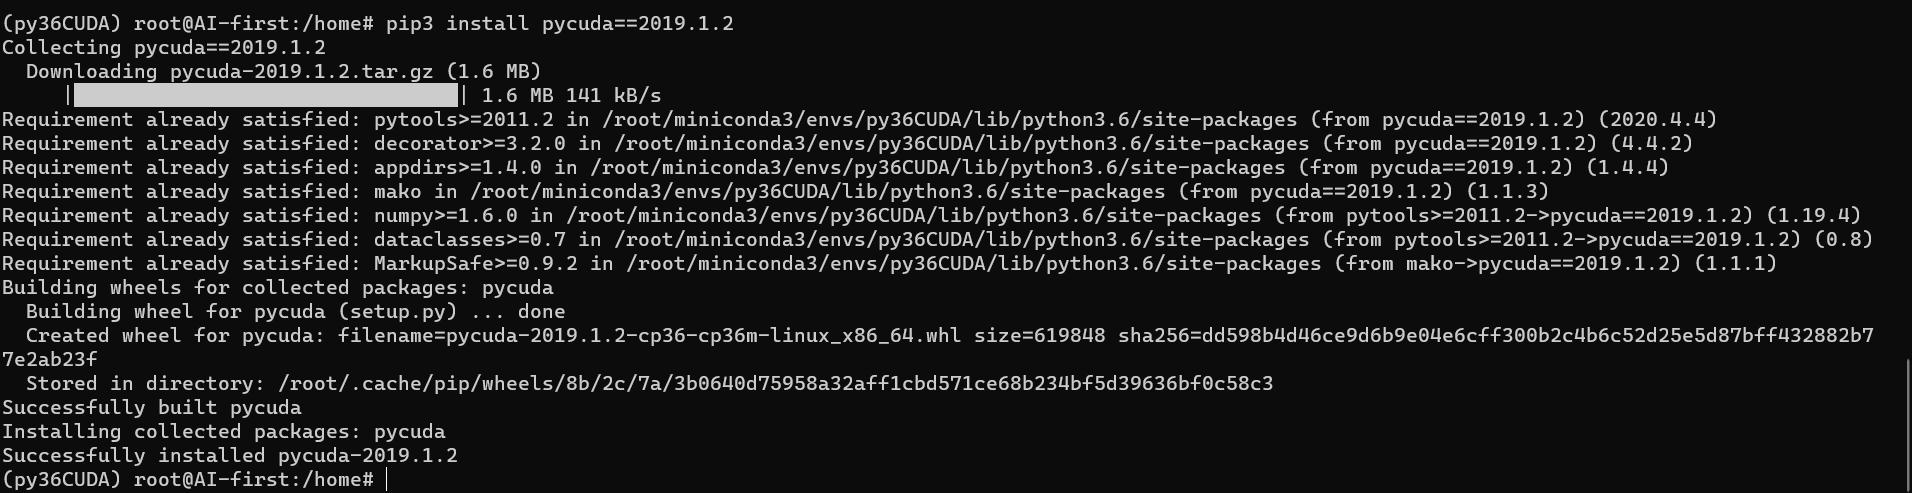 (py36CUDA) root@AI-first:/home# pip3 install pycuda==2019.1.2
Collecting pycuda==2019.1.2
  Downloading pycuda-2019.1.2.tar.gz (1.6 MB)
     |████████████████████████████████| 1.6 MB 141 kB/s
Requirement already satisfied: pytools>=2011.2 in /root/miniconda3/envs/py36CUDA/lib/python3.6/site-packages (from pycuda==2019.1.2) (2020.4.4)
Requirement already satisfied: decorator>=3.2.0 in /root/miniconda3/envs/py36CUDA/lib/python3.6/site-packages (from pycuda==2019.1.2) (4.4.2)
Requirement already satisfied: appdirs>=1.4.0 in /root/miniconda3/envs/py36CUDA/lib/python3.6/site-packages (from pycuda==2019.1.2) (1.4.4)
Requirement already satisfied: mako in /root/miniconda3/envs/py36CUDA/lib/python3.6/site-packages (from pycuda==2019.1.2) (1.1.3)
Requirement already satisfied: numpy>=1.6.0 in /root/miniconda3/envs/py36CUDA/lib/python3.6/site-packages (from pytools>=2011.2->pycuda==2019.1.2) (1.19.4)
Requirement already satisfied: dataclasses>=0.7 in /root/miniconda3/envs/py36CUDA/lib/python3.6/site-packages (from pytools>=2011.2->pycuda==2019.1.2) (0.8)
Requirement already satisfied: MarkupSafe>=0.9.2 in /root/miniconda3/envs/py36CUDA/lib/python3.6/site-packages (from mako->pycuda==2019.1.2) (1.1.1)
Building wheels for collected packages: pycuda
  Building wheel for pycuda (setup.py) ... done
  Created wheel for pycuda: filename=pycuda-2019.1.2-cp36-cp36m-linux_x86_64.whl size=619848 sha256=dd598b4d46ce9d6b9e04e6cff300b2c4b6c52d25e5d87bff432882b7
7e2ab23f
  Stored in directory: /root/.cache/pip/wheels/8b/2c/7a/3b0640d75958a32aff1cbd571ce68b234bf5d39636bf0c58c3
Successfully built pycuda
Installing collected packages: pycuda
Successfully installed pycuda-2019.1.2
(py36CUDA) root@AI-first:/home#